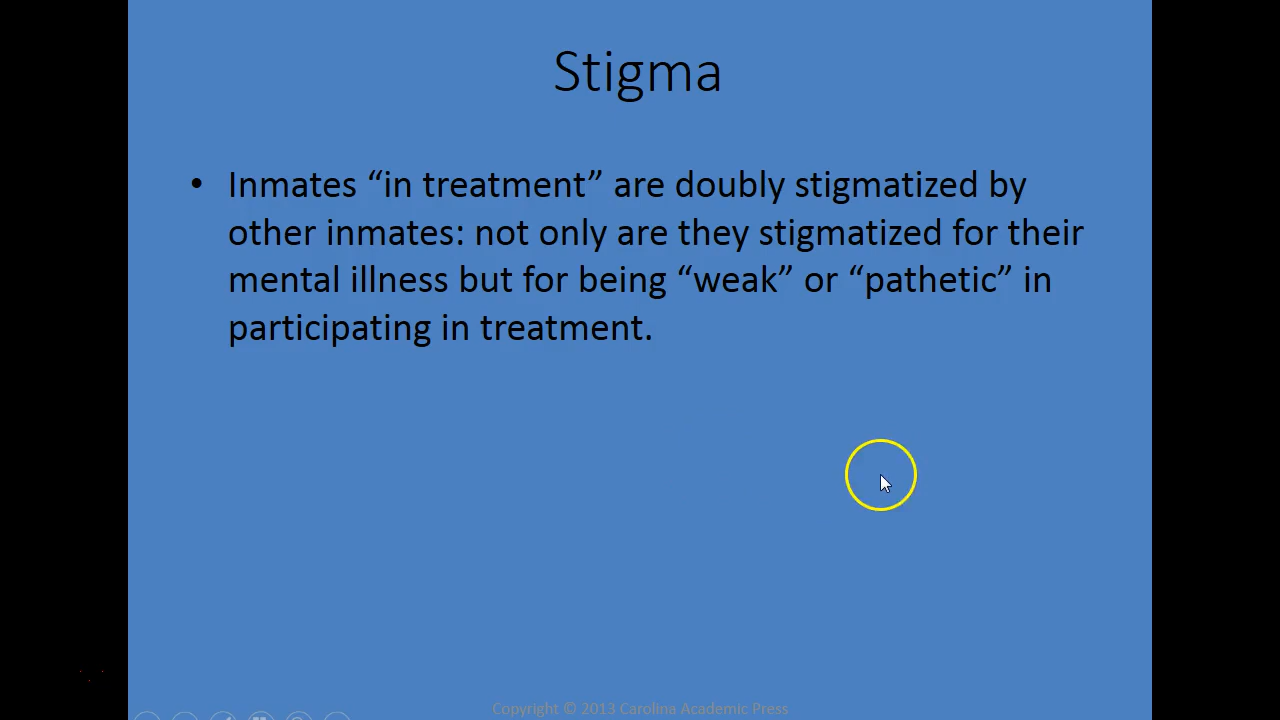 Stigma
• Inmates “in treatment” are doubly stigmatized by
other inmates: not only are they stigmatized for their
mental illness but for being “weak” or “pathetic” in
participating in treatment.
Copyright © 2013 Carolina Academic Press